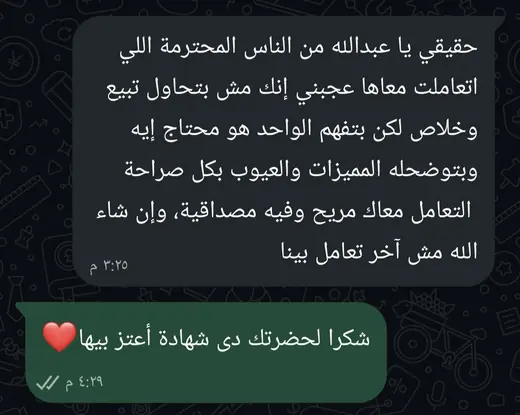 حقيقي يا عبدالله من الناس المحترمة اللي
اتعاملت معاها عجبني إنك مش بتحاول تبيع
وخلاص لكن بتفهم الواحد هو محتاج إيه
وبتوضحله المميزات والعيوب بكل صراحة
التعامل معاك مريح وفيه مصداقية، وإن شاء
الله مش آخر تعامل بينا
٣:٢٥ م
شكرا لحضرتك دى شهادة أعتز بيها❤️
٤:٢٩ م